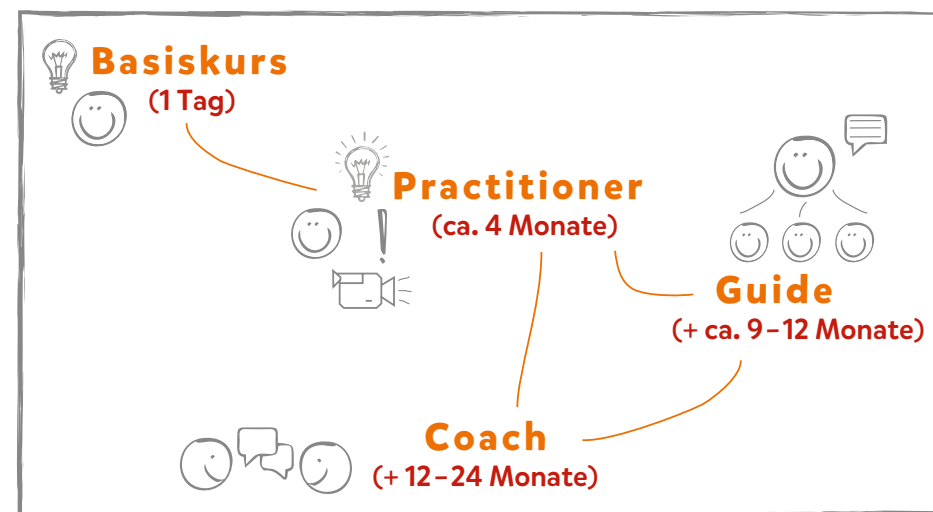 Basiskurs
(1 Tag)
Practitioner
(ca. 4 Monate)
Guide
(+ ca. 9–12 Monate)
Coach
(+ 12–24 Monate)